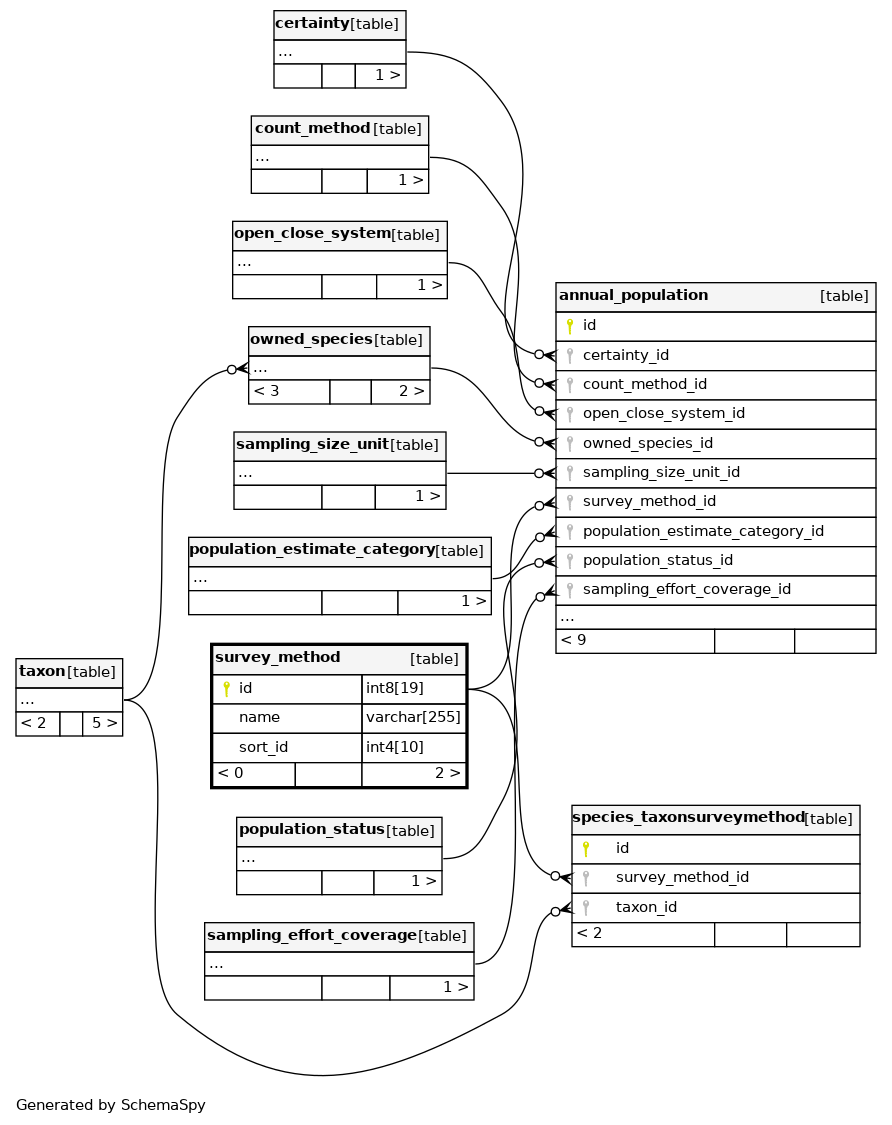 certainty [table]
...
1 >
count_method [table]
...
1 >
open_close_system [table]
...
1 >
owned_species [table]
...
< 3 2 >
sampling_size_unit [table]
...
1 >
population_estimate_category [table]
...
1 >
survey_method [table]
id int8[19]
name varchar[255]
sort_id int4[10]
< 0 2 >
population_status [table]
...
1 >
sampling_effort_coverage [table]
...
1 >
taxon [table]
...
< 2 5 >
annual_population [table]
id
certainty_id
count_method_id
open_close_system_id
owned_species_id
sampling_size_unit_id
survey_method_id
population_estimate_category_id
population_status_id
sampling_effort_coverage_id
...
< 9
species_taxonsurveymethod [table]
id
survey_method_id
taxon_id
< 2
Generated by SchemaSpy